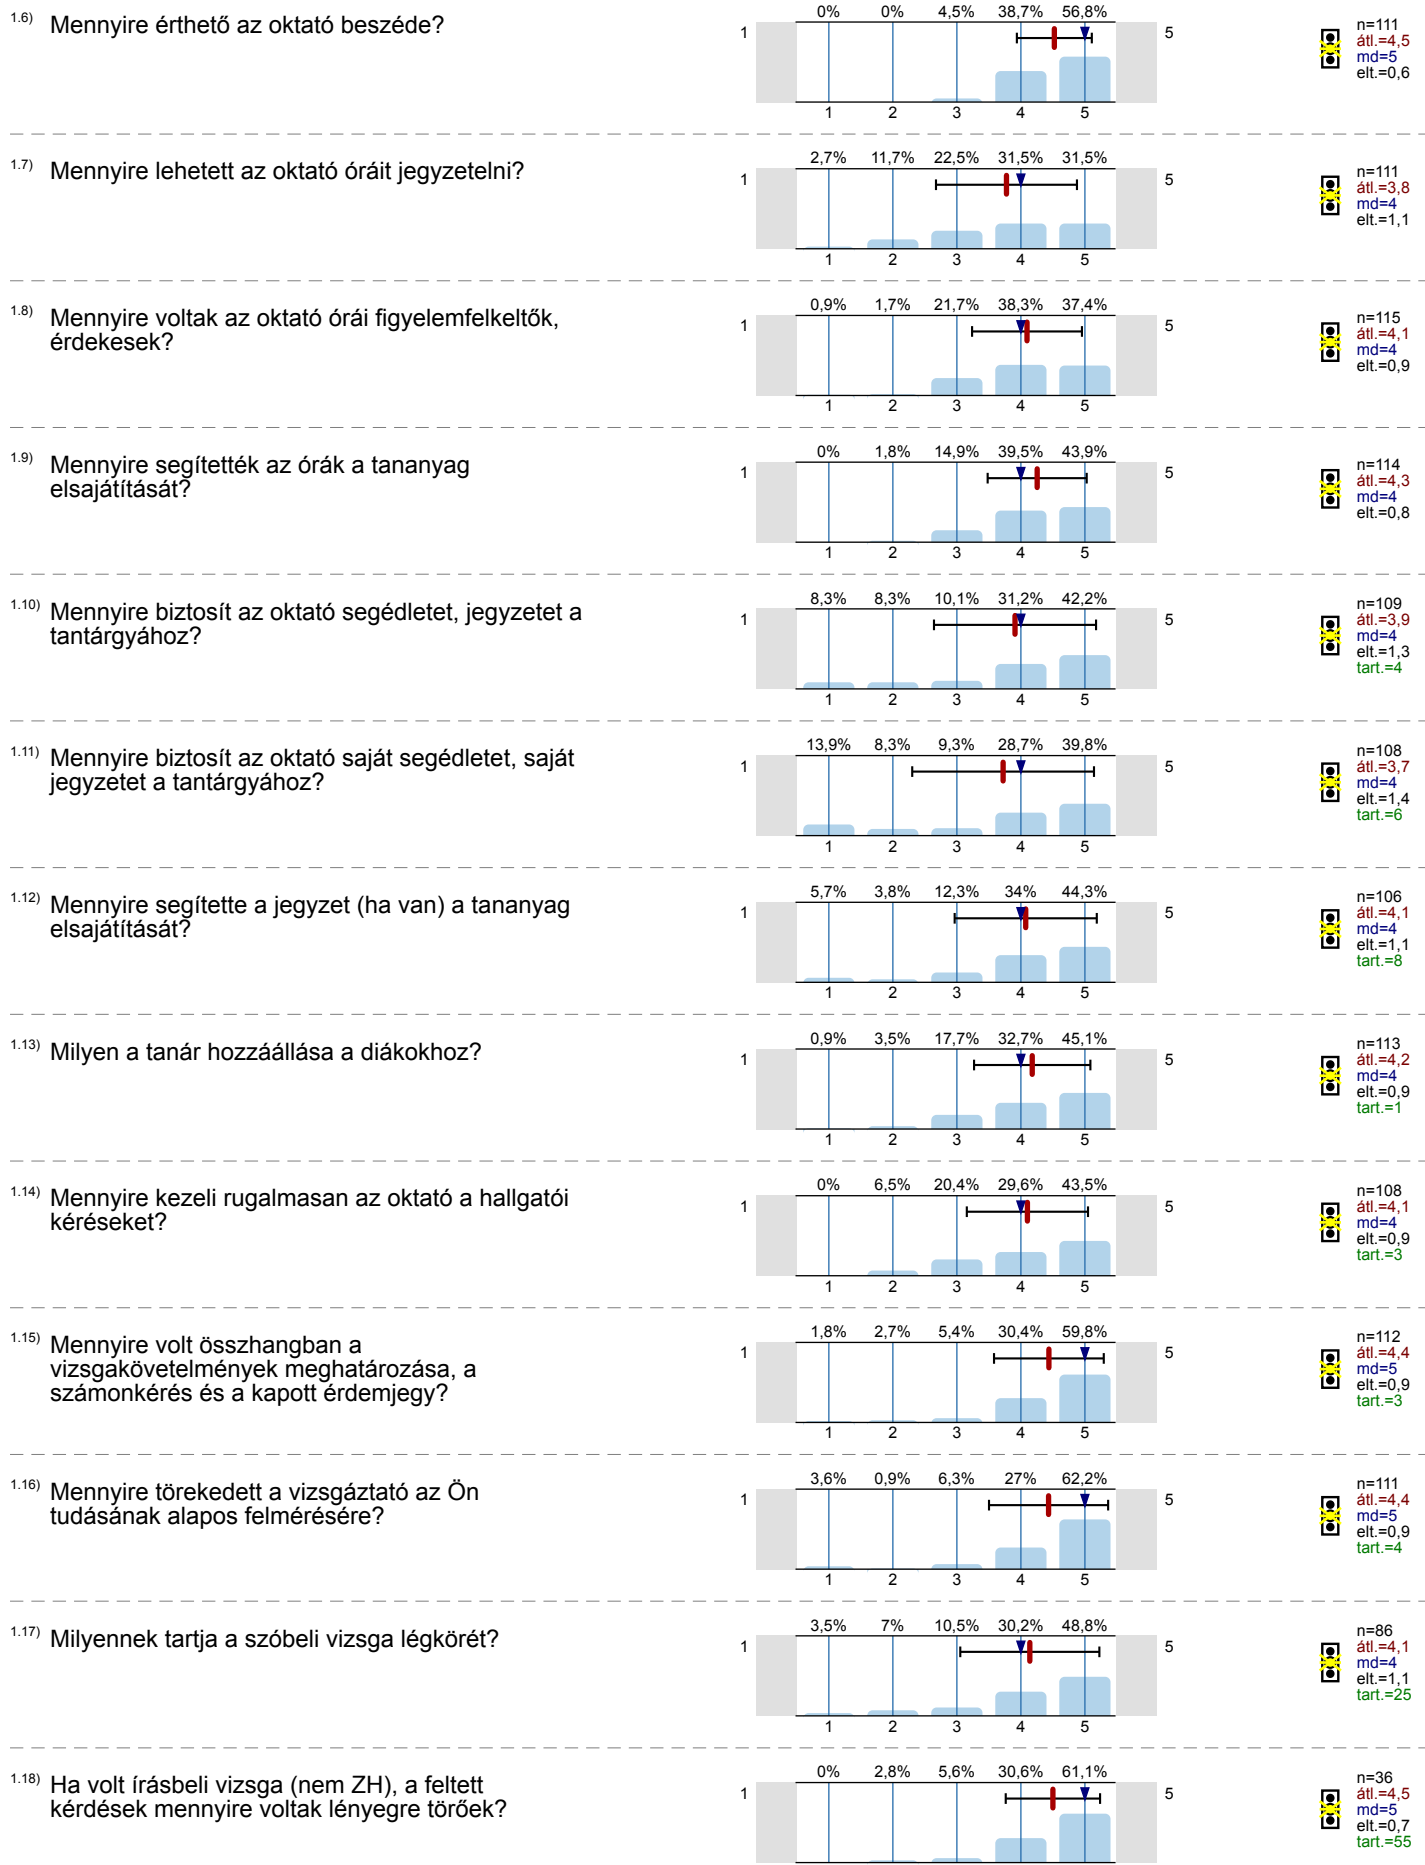 1.6) Mennyire érthető az oktató beszéde?
0% 0% 4,5% 38,7% 56,8%
1 5
1 2 3 4 5
n=111
átl.=4,5
md=5
elt.=0,6
1.7) Mennyire lehetett az oktató óráit jegyzetelni?
2,7% 11,7% 22,5% 31,5% 31,5%
1 5
1 2 3 4 5
n=111
átl.=3,8
md=4
elt.=1,1
1.8) Mennyire voltak az oktató órái figyelemfelkeltők,
érdekesek?
0,9% 1,7% 21,7% 38,3% 37,4%
1 5
1 2 3 4 5
n=115
átl.=4,1
md=4
elt.=0,9
1.9) Mennyire segítették az órák a tananyag
elsajátítását?
0% 1,8% 14,9% 39,5% 43,9%
1 5
1 2 3 4 5
n=114
átl.=4,3
md=4
elt.=0,8
1.10) Mennyire biztosít az oktató segédletet, jegyzetet a
tantárgyához?
8,3% 8,3% 10,1% 31,2% 42,2%
1 5
1 2 3 4 5
n=109
átl.=3,9
md=4
elt.=1,3
tart.=4
1.11) Mennyire biztosít az oktató saját segédletet, saját
jegyzetet a tantárgyához?
13,9% 8,3% 9,3% 28,7% 39,8%
1 5
1 2 3 4 5
n=108
átl.=3,7
md=4
elt.=1,4
tart.=6
1.12) Mennyire segítette a jegyzet (ha van) a tananyag
elsajátítását?
5,7% 3,8% 12,3% 34% 44,3%
1 5
1 2 3 4 5
n=106
átl.=4,1
md=4
elt.=1,1
tart.=8
1.13) Milyen a tanár hozzáállása a diákokhoz?
0,9% 3,5% 17,7% 32,7% 45,1%
1 5
1 2 3 4 5
n=113
átl.=4,2
md=4
elt.=0,9
tart.=1
1.14) Mennyire kezeli rugalmasan az oktató a hallgatói
kéréseket?
0% 6,5% 20,4% 29,6% 43,5%
1 5
1 2 3 4 5
n=108
átl.=4,1
md=4
elt.=0,9
tart.=3
1.15) Mennyire volt összhangban a
vizsgakövetelmények meghatározása, a
számonkérés és a kapott érdemjegy?
1,8% 2,7% 5,4% 30,4% 59,8%
1 5
1 2 3 4 5
n=112
átl.=4,4
md=5
elt.=0,9
tart.=3
1.16) Mennyire törekedett a vizsgáztató az Ön
tudásának alapos felmérésére?
3,6% 0,9% 6,3% 27% 62,2%
1 5
1 2 3 4 5
n=111
átl.=4,4
md=5
elt.=0,9
tart.=4
1.17) Milyennek tartja a szóbeli vizsga légkörét?
3,5% 7% 10,5% 30,2% 48,8%
1 5
1 2 3 4 5
n=86
átl.=4,1
md=4
elt.=1,1
tart.=25
1.18) Ha volt írásbeli vizsga (nem ZH), a feltett
kérdések mennyire voltak lényegre törőek?
0% 2,8% 5,6% 30,6% 61,1%
1 5
n=36
átl.=4,5
md=5
elt.=0,7
tart.=55